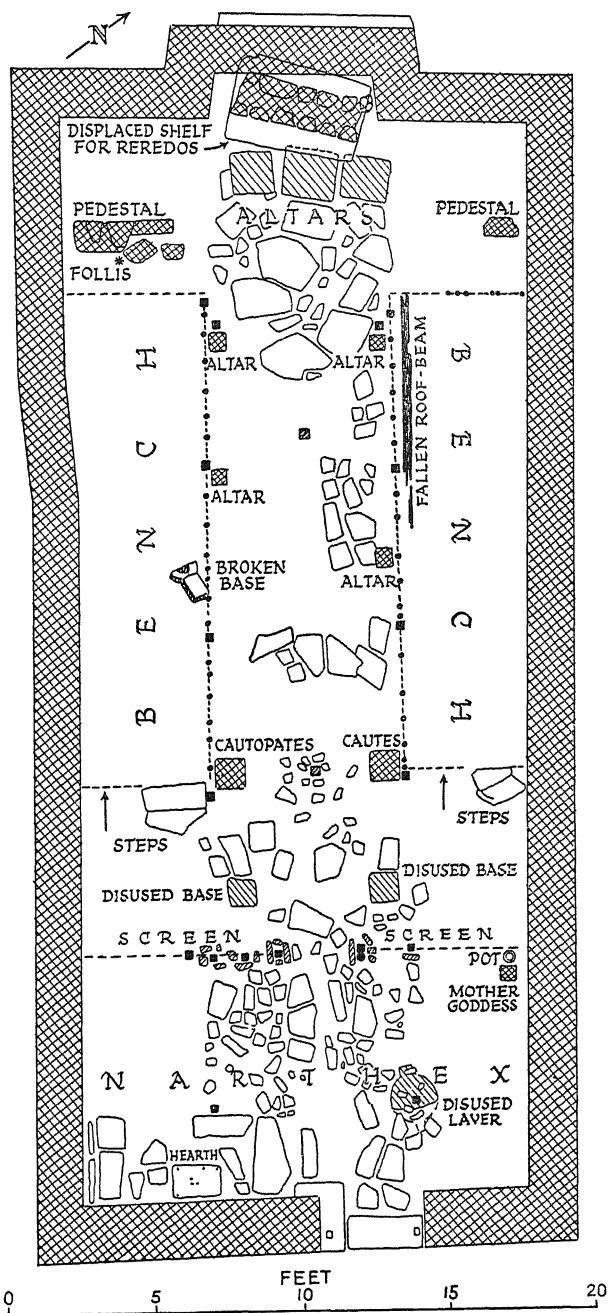 N
DISPLACED SHELF
FOR REREDOS
ALTARS
PEDESTAL
PEDESTAL
FOLLIS
BENCH
BENCH
ALTAR
ALTAR
FALLEN ROOF-BEAM
ALTAR
BROKEN
BASE
ALTAR
CAUTOPATES
CAUTES
STEPS
STEPS
DISUSED BASE
DISUSED BASE
SCREEN
SCREEN
POT
MOTHER
GODDESS
NARTHEX
DISUSED
LAVER
HEARTH
FEET
0 5 10 15 20